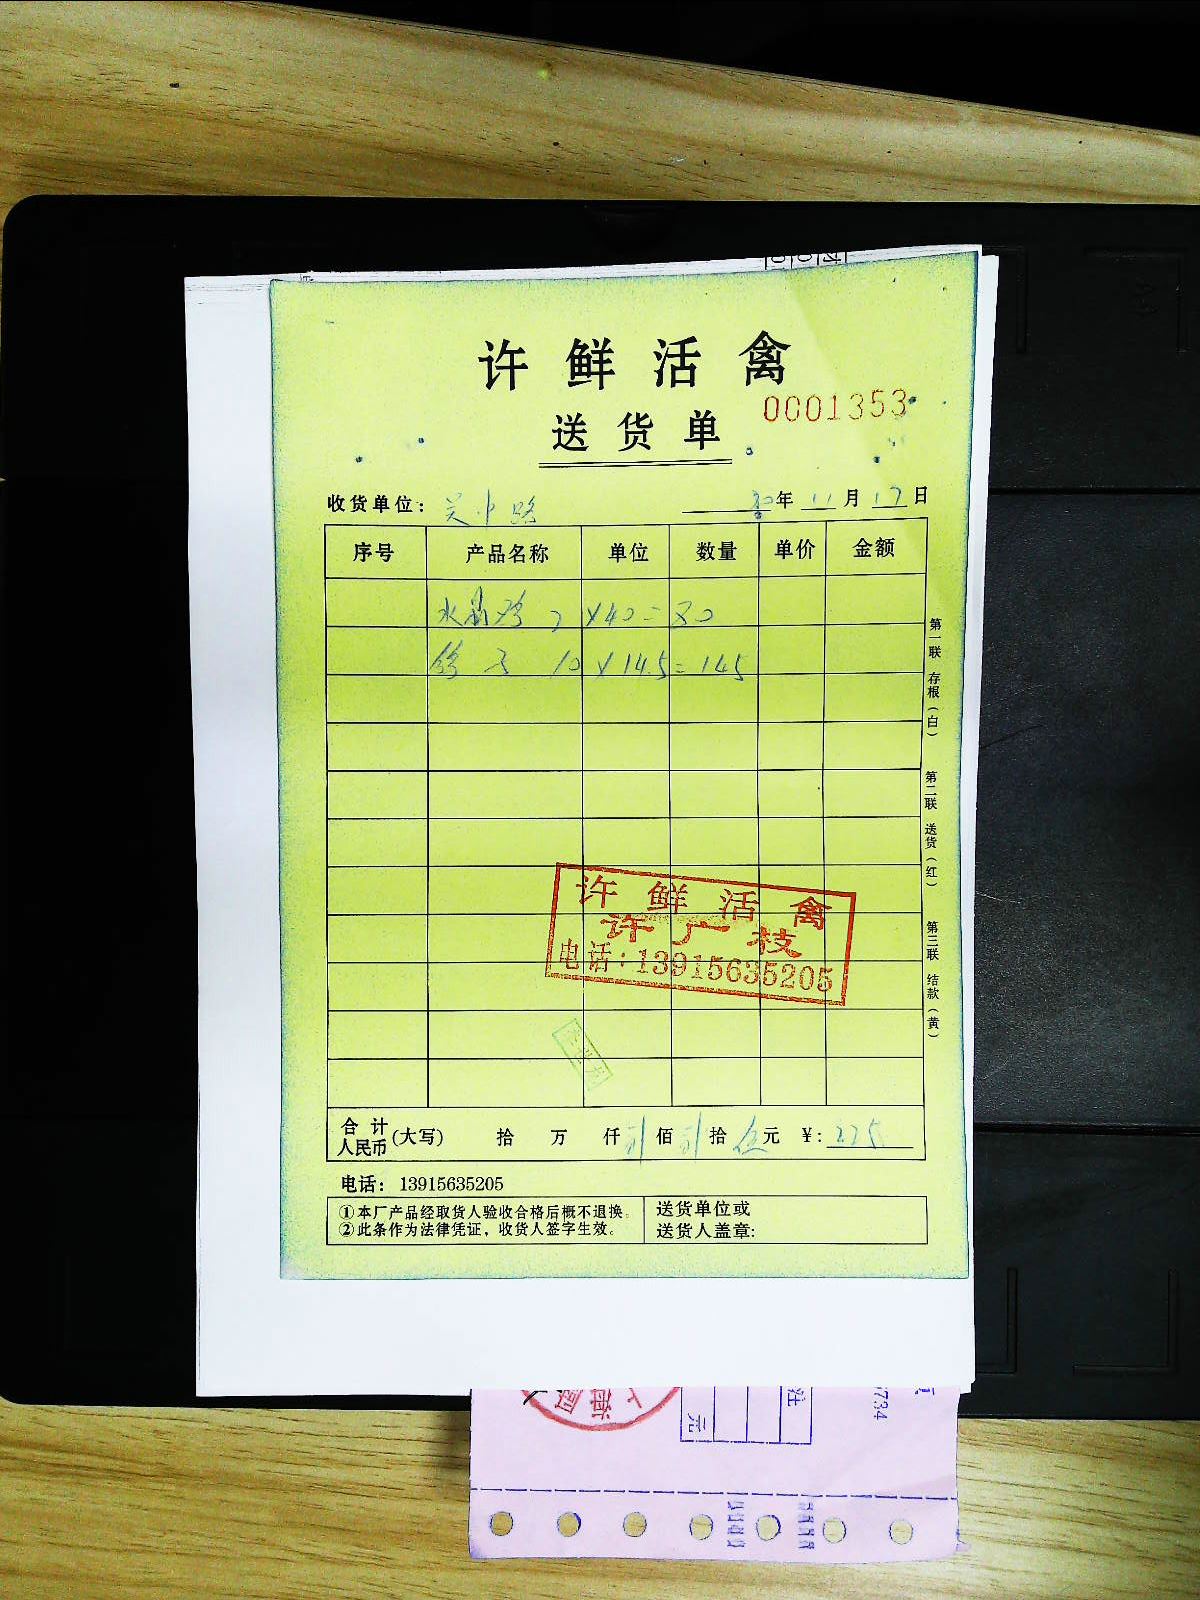 许鲜活禽
0001353
送货单
收货单位: 吴中路 年 11 月 17 日
序号 产品名称 单位 数量 单价 金额
水晶鸡 2 X40=80
鸽子 10 X14.5=145
第一联 存根(白)
第二联 送货(红)
第三联 结款(黄)
许鲜活禽
许广枝
电话:13915635205
合计人民币(大写) 拾 万 仟 贰 佰 贰 拾 伍 元 ¥: 225
电话: 13915635205
①本厂产品经取货人验收合格后概不退换。
②此条作为法律凭证,收货人签字生效。
送货单位或
送货人盖章:
元
7734